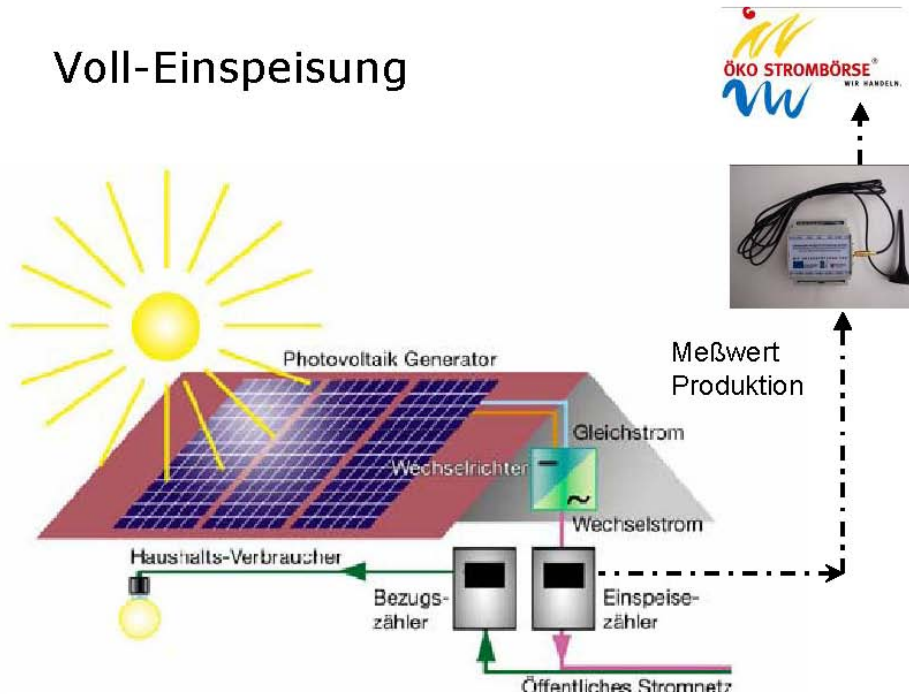 Voll-Einspeisung
ÖKO STROMBÖRSE®
WIR HANDELN.
Photovoltaik Generator
Meßwert
Produktion
Gleichstrom
Wechselrichter
Wechselstrom
Haushalts-Verbraucher
Bezugs-
zähler
Einspeise-
zähler
Öffentliches Stromnetz